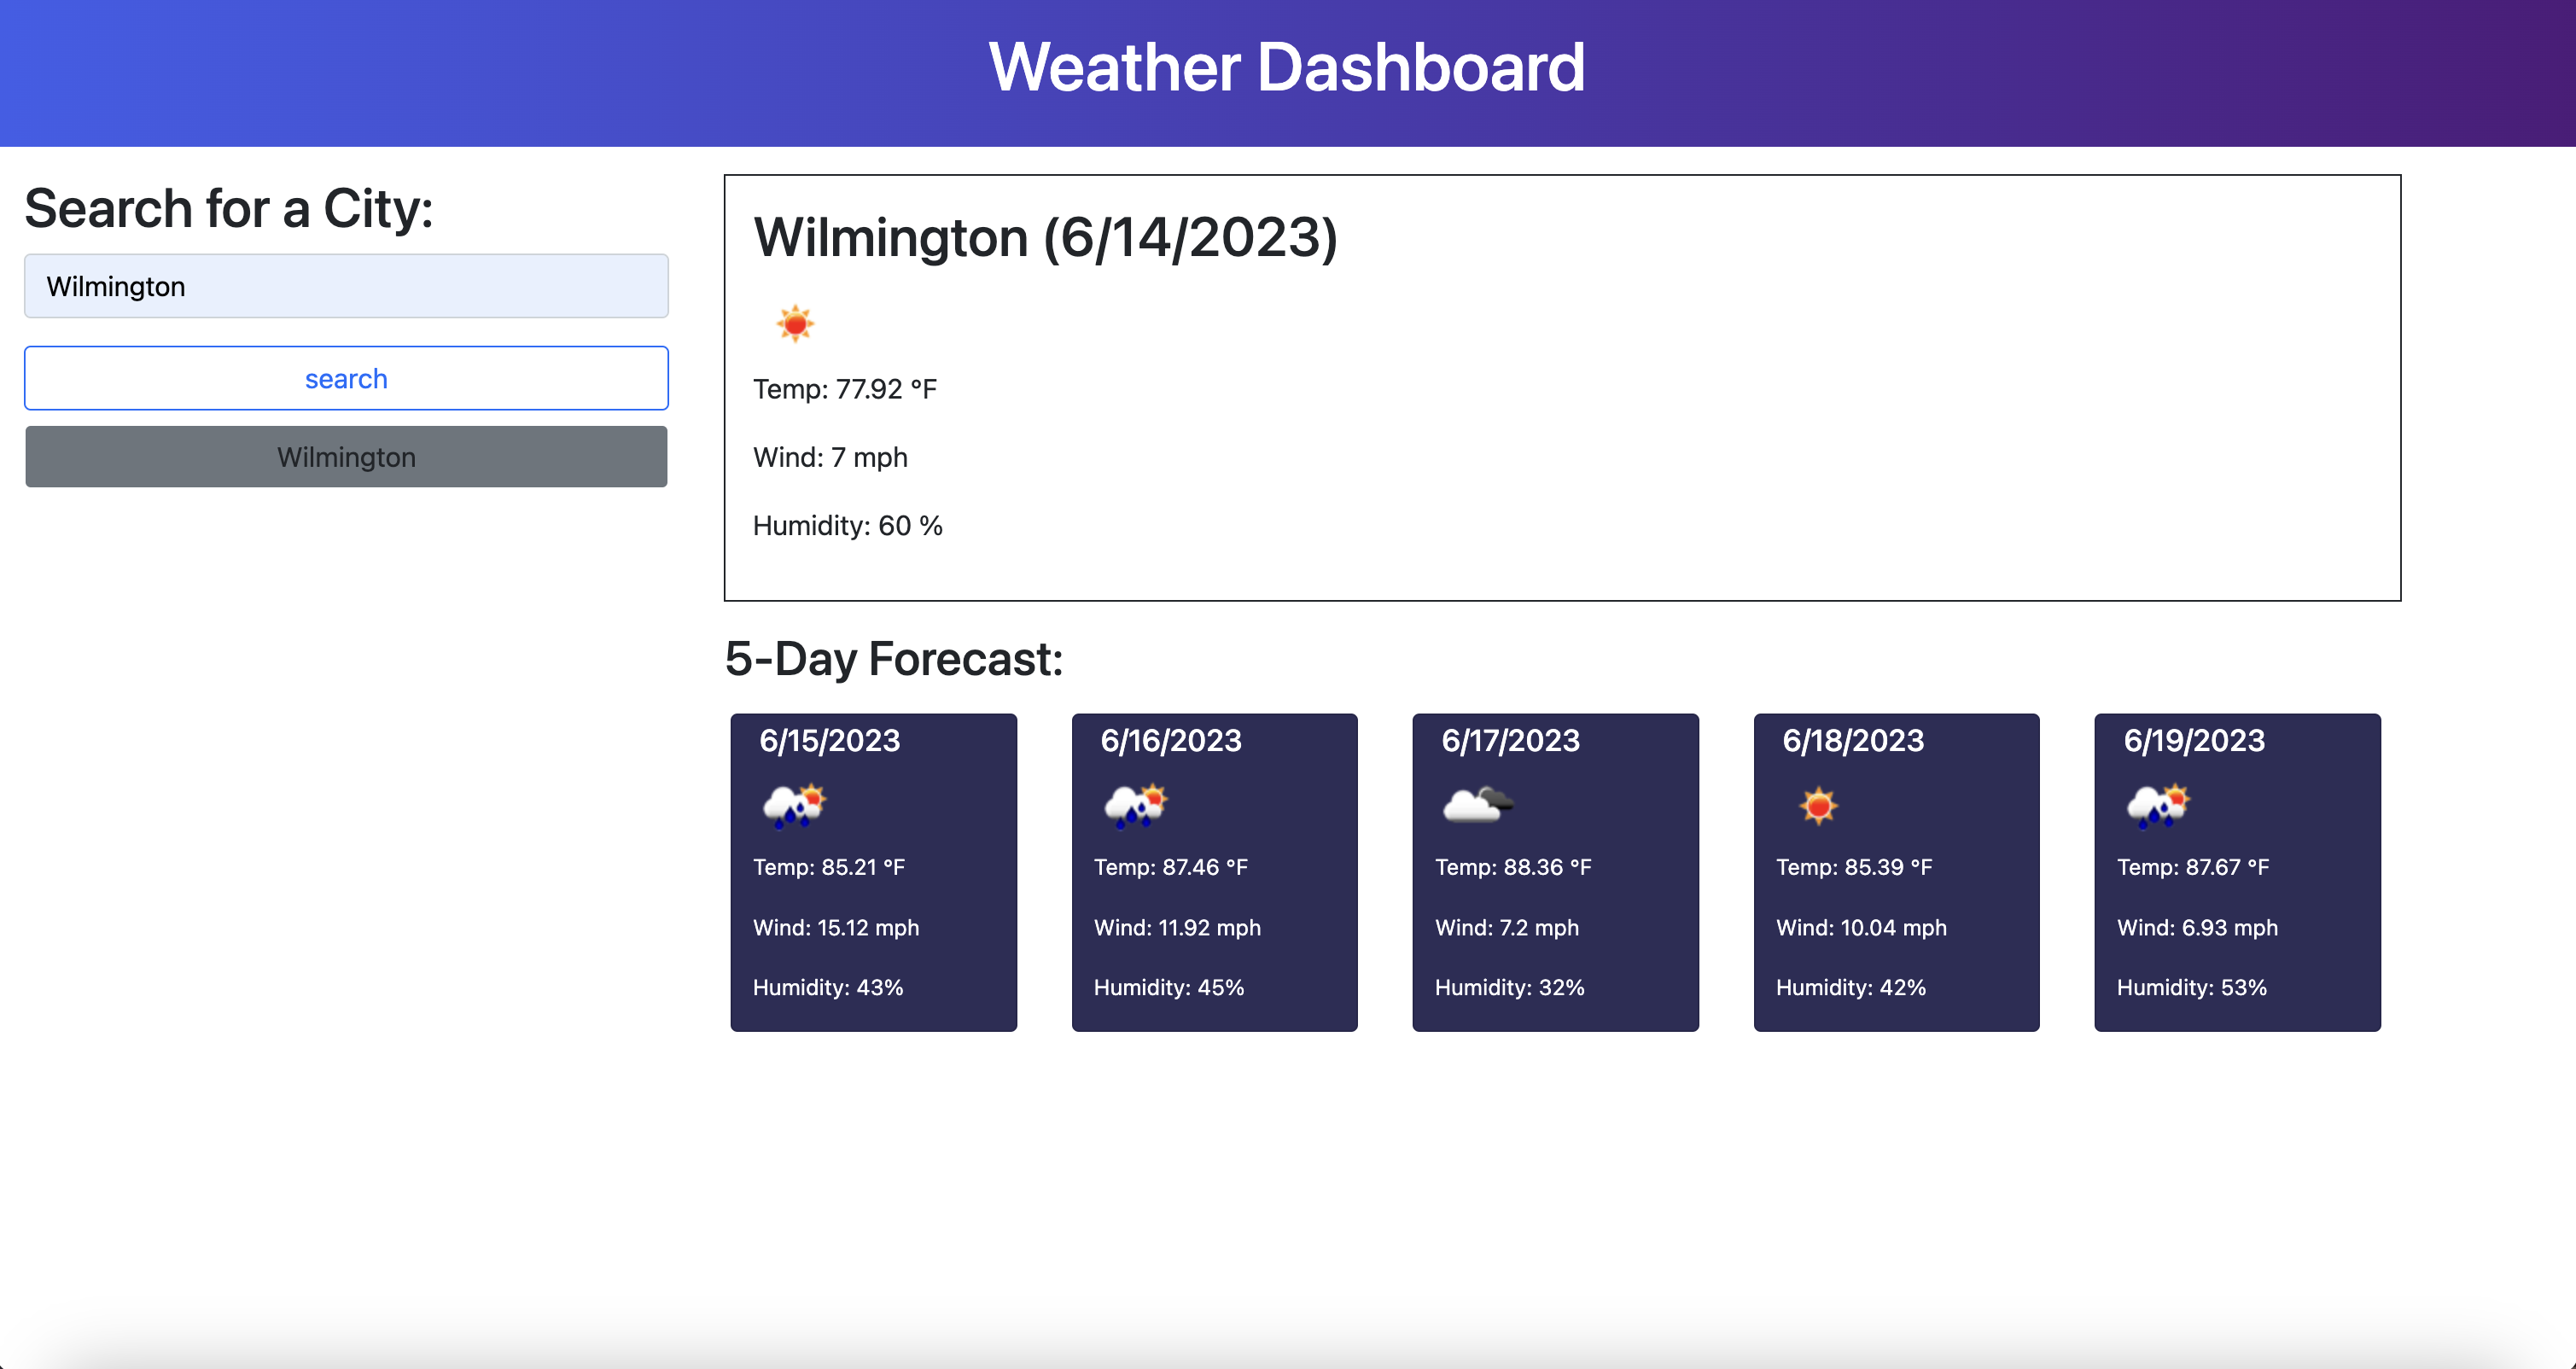 Weather Dashboard
Search for a City:
Wilmington
search
Wilmington
Wilmington (6/14/2023)
Temp: 77.92 °F
Wind: 7 mph
Humidity: 60 %
5-Day Forecast:
6/15/2023
Temp: 85.21 °F
Wind: 15.12 mph
Humidity: 43%
6/16/2023
Temp: 87.46 °F
Wind: 11.92 mph
Humidity: 45%
6/17/2023
Temp: 88.36 °F
Wind: 7.2 mph
Humidity: 32%
6/18/2023
Temp: 85.39 °F
Wind: 10.04 mph
Humidity: 42%
6/19/2023
Temp: 87.67 °F
Wind: 6.93 mph
Humidity: 53%